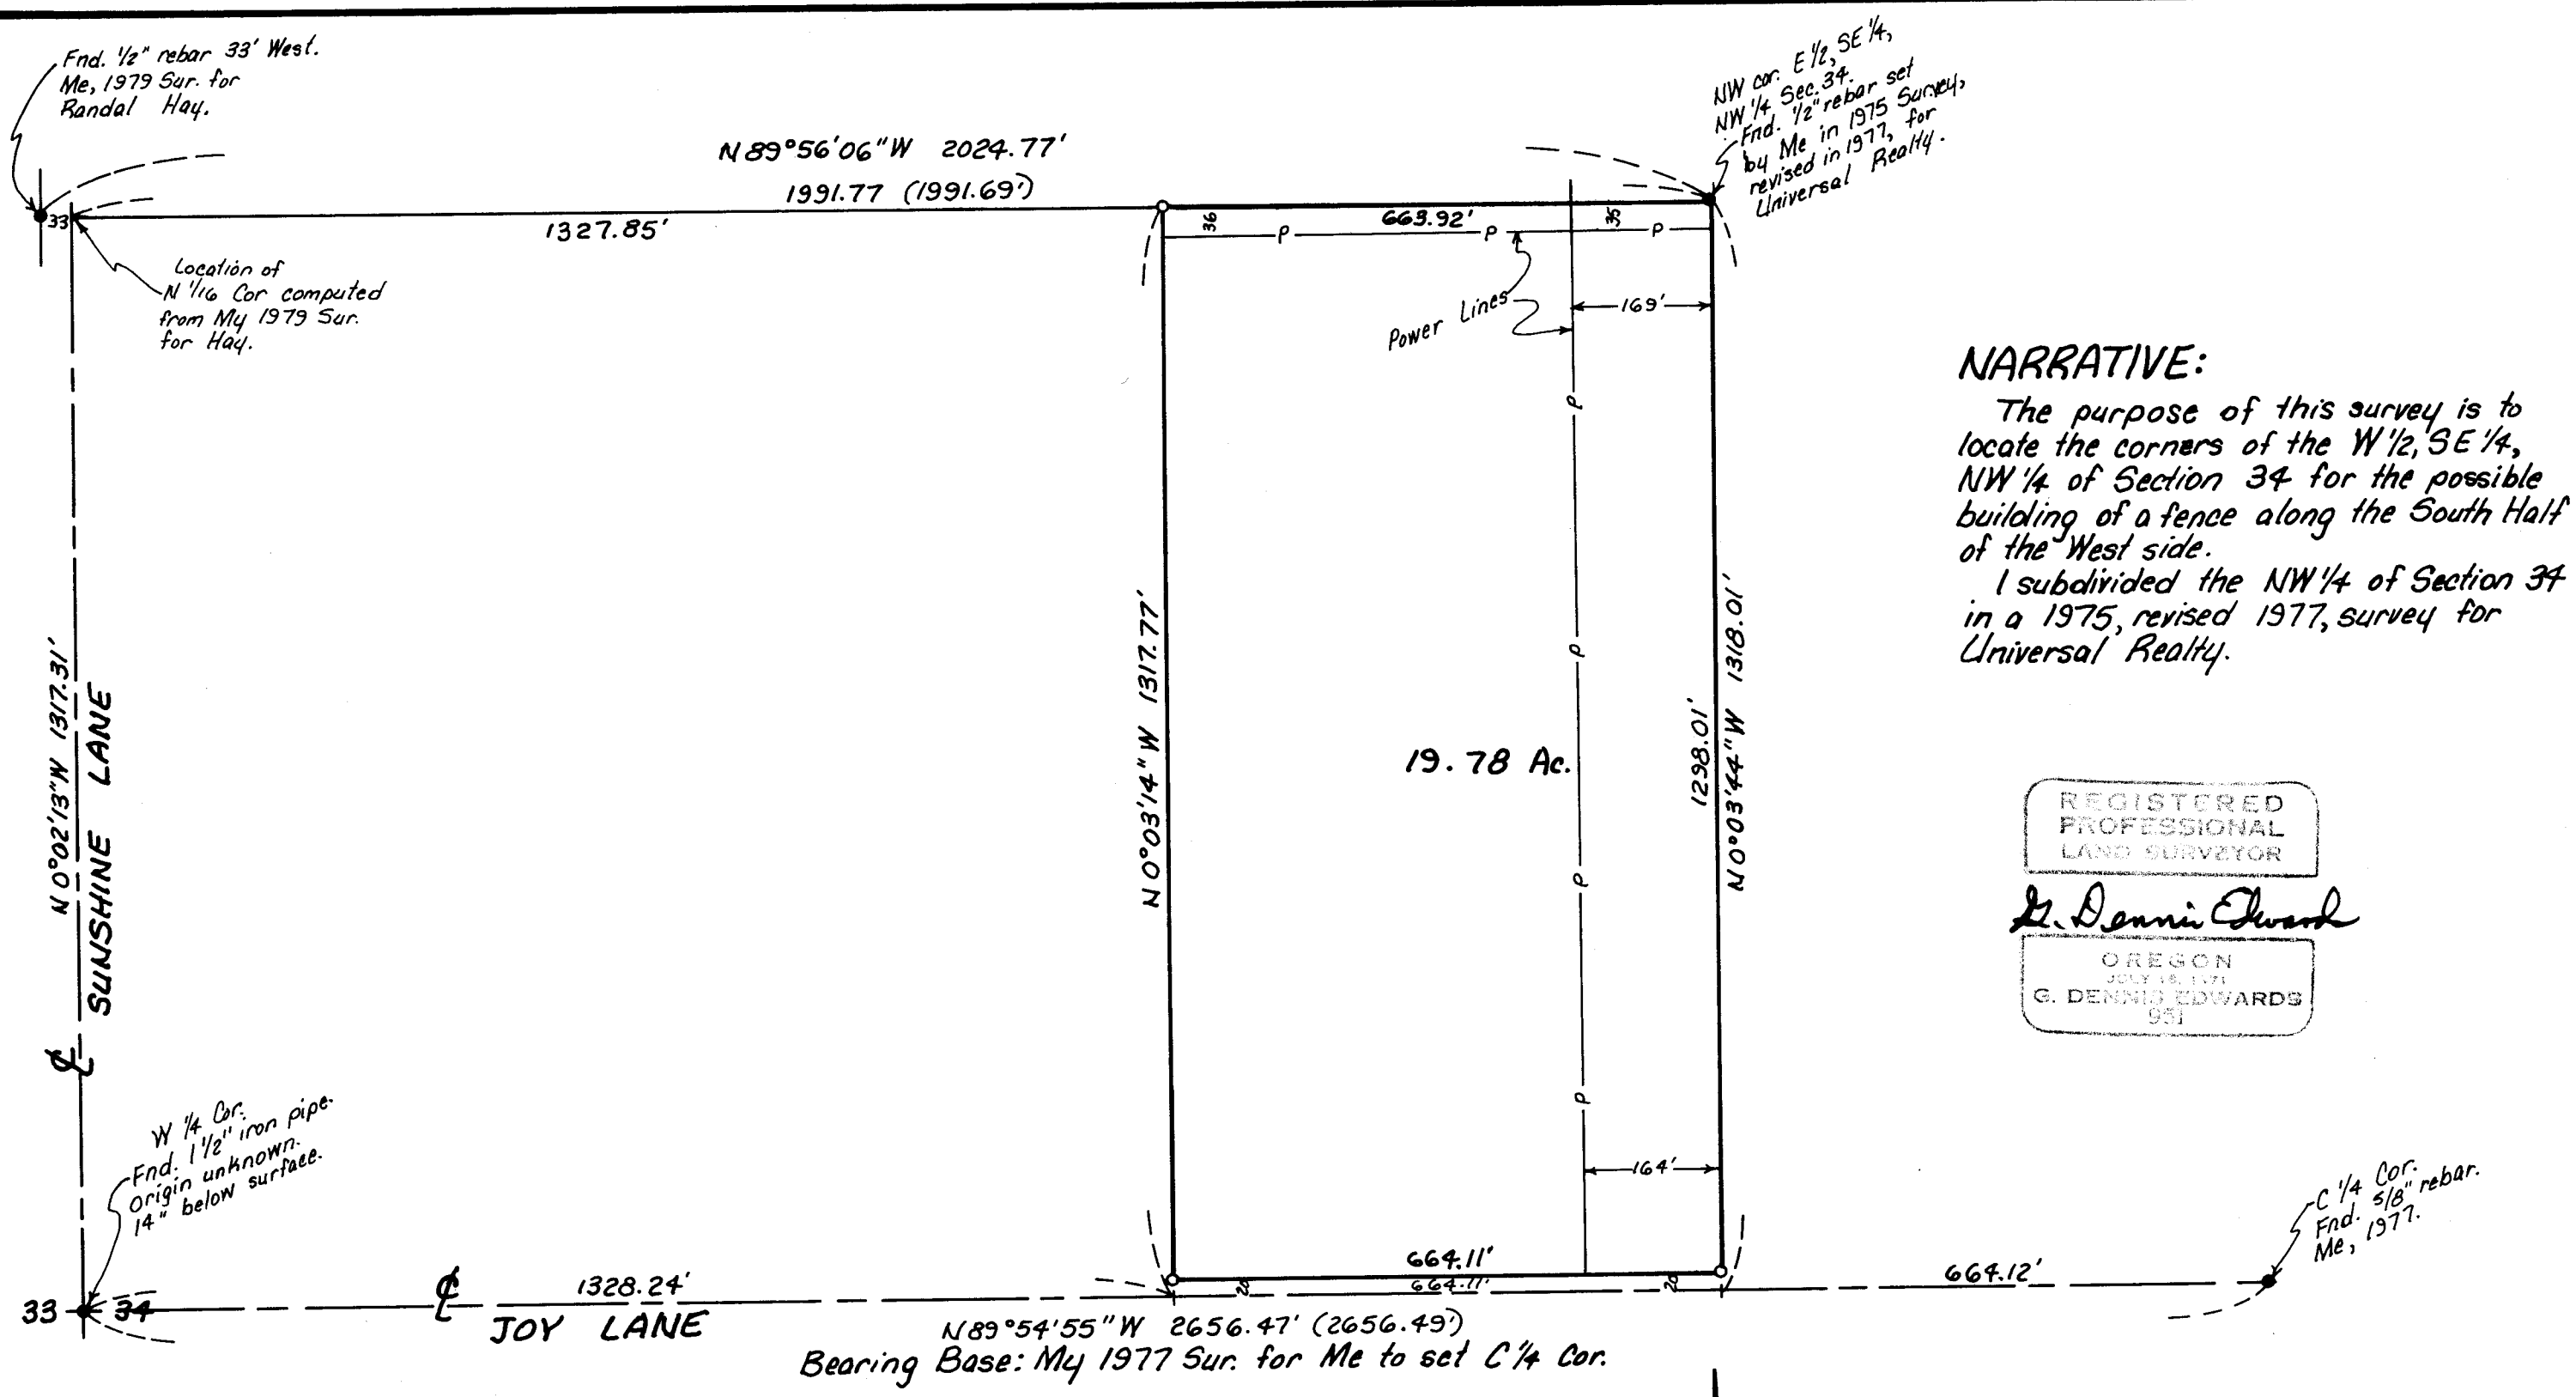 Fnd. 1/2" rebar 33' West.
Me, 1979 Sur. for
Randal Hay.
N 89°56'06" W 2024.77'
1991.77 (1991.69')
33
1327.85'
36
663.92'
35
P P P
NW cor. E 1/2, SE 1/4,
NW 1/4 Sec. 34.
Fnd. 1/2" rebar set
by Me in 1975 Survey,
revised in 1977, for
Universal Realty.
Location of
N 1/16 Cor computed
from My 1979 Sur.
for Hay.
Power Lines
169'
P
P
P
P
NARRATIVE:
The purpose of this survey is to
locate the corners of the W 1/2, SE 1/4,
NW 1/4 of Section 34 for the possible
building of a fence along the South Half
of the West side.
I subdivided the NW 1/4 of Section 34
in a 1975, revised 1977, survey for
Universal Realty.
N 0°02'13" W 1317.31'
SUNSHINE LANE
℄
N 0°03'14" W 1317.77'
19.78 Ac.
1298.01'
N 0°03'44" W 1318.01'
REGISTERED
PROFESSIONAL
LAND SURVEYOR
G. Dennis Edwards
OREGON
G. DENNIS EDWARDS
951
W 1/4 Cor.
Fnd. 1 1/2" iron pipe.
Origin unknown.
14" below surface.
164'
C 1/4 Cor.
Fnd. 5/8" rebar.
Me, 1977.
664.11'
33 34
℄
1328.24'
20
664.11'
20
664.12'
JOY LANE
N 89°54'55" W 2656.47' (2656.49')
Bearing Base: My 1977 Sur. for Me to set C 1/4 Cor.